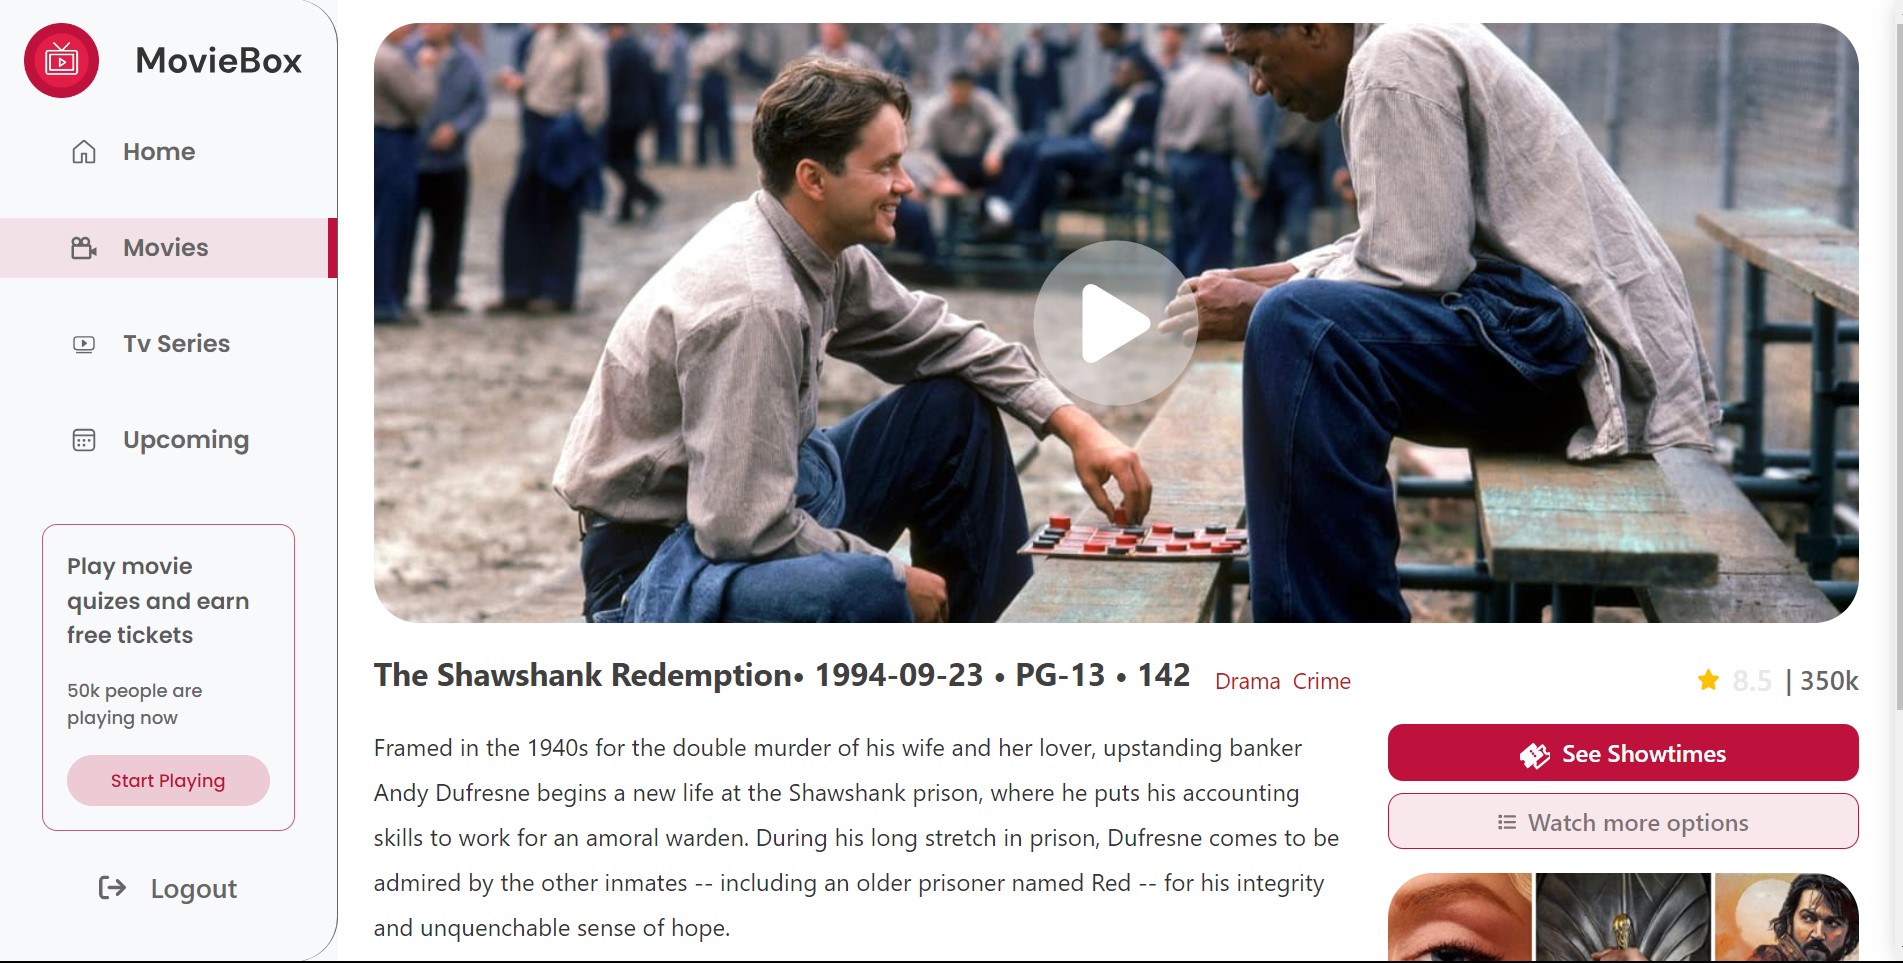 MovieBox
Home
Movies
Tv Series
Upcoming
Play movie
quizes and earn
free tickets
50k people are
playing now
Start Playing
Logout
The Shawshank Redemption• 1994-09-23 • PG-13 • 142 Drama Crime
8.5 | 350k
Framed in the 1940s for the double murder of his wife and her lover, upstanding banker
Andy Dufresne begins a new life at the Shawshank prison, where he puts his accounting
skills to work for an amoral warden. During his long stretch in prison, Dufresne comes to be
admired by the other inmates -- including an older prisoner named Red -- for his integrity
and unquenchable sense of hope.
See Showtimes
Watch more options